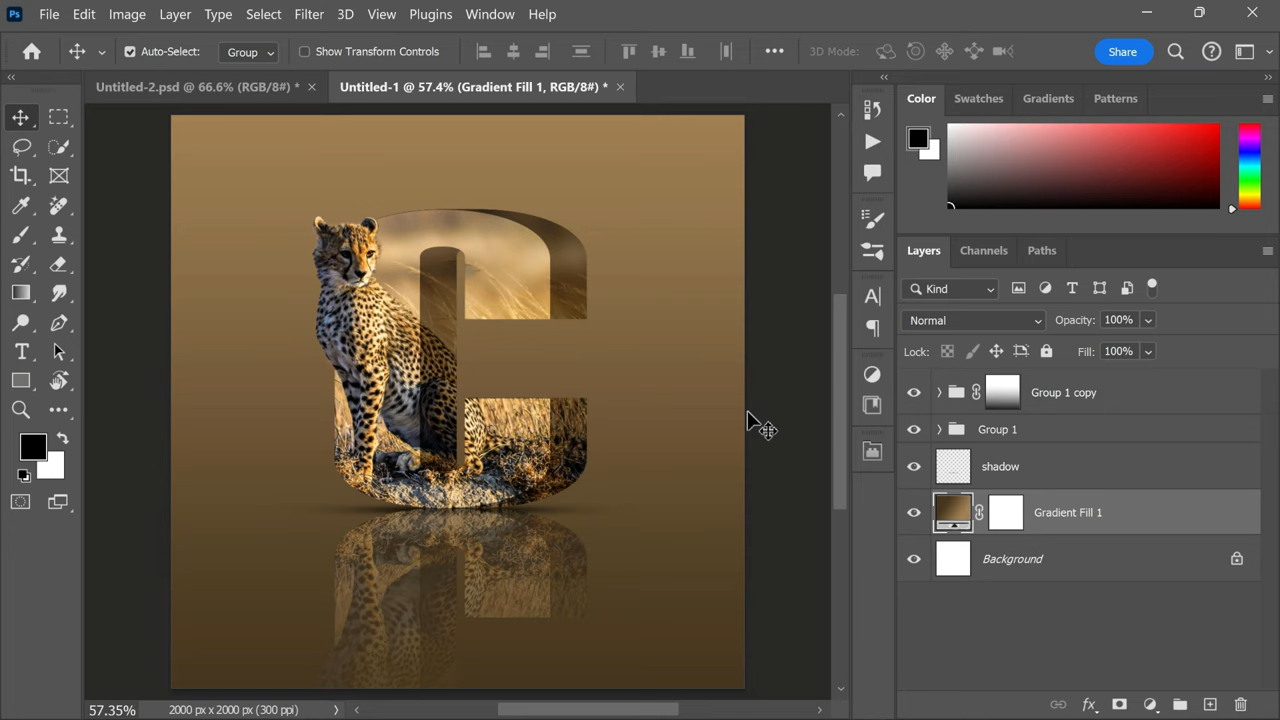 Ps File Edit Image Layer Type Select Filter 3D View Plugins Window Help
Auto-Select: Group Show Transform Controls 3D Mode: Share
Untitled-2.psd @ 66.6% (RGB/8#) * Untitled-1 @ 57.4% (Gradient Fill 1, RGB/8#) *
Color Swatches Gradients Patterns
Layers Channels Paths
Kind
Normal Opacity: 100%
Lock: Fill: 100%
Group 1 copy
Group 1
shadow
Gradient Fill 1
Background
57.35% 2000 px x 2000 px (300 ppi)